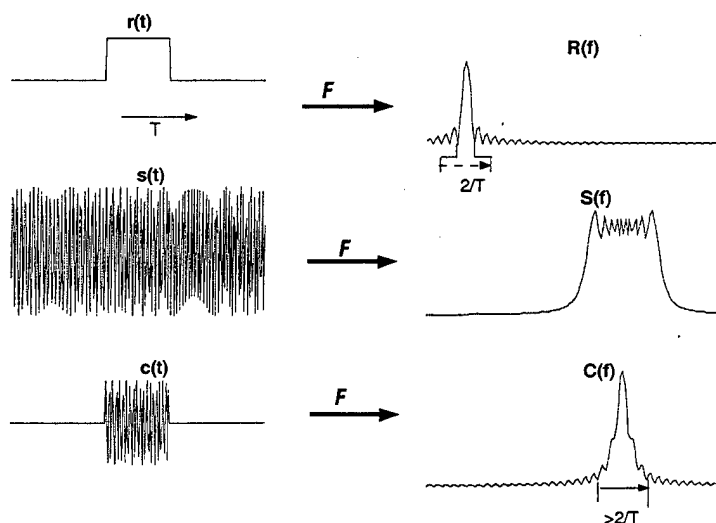 r(t)
R(f)
F
T
2/T
s(t)
S(f)
F
c(t)
C(f)
F
>2/T